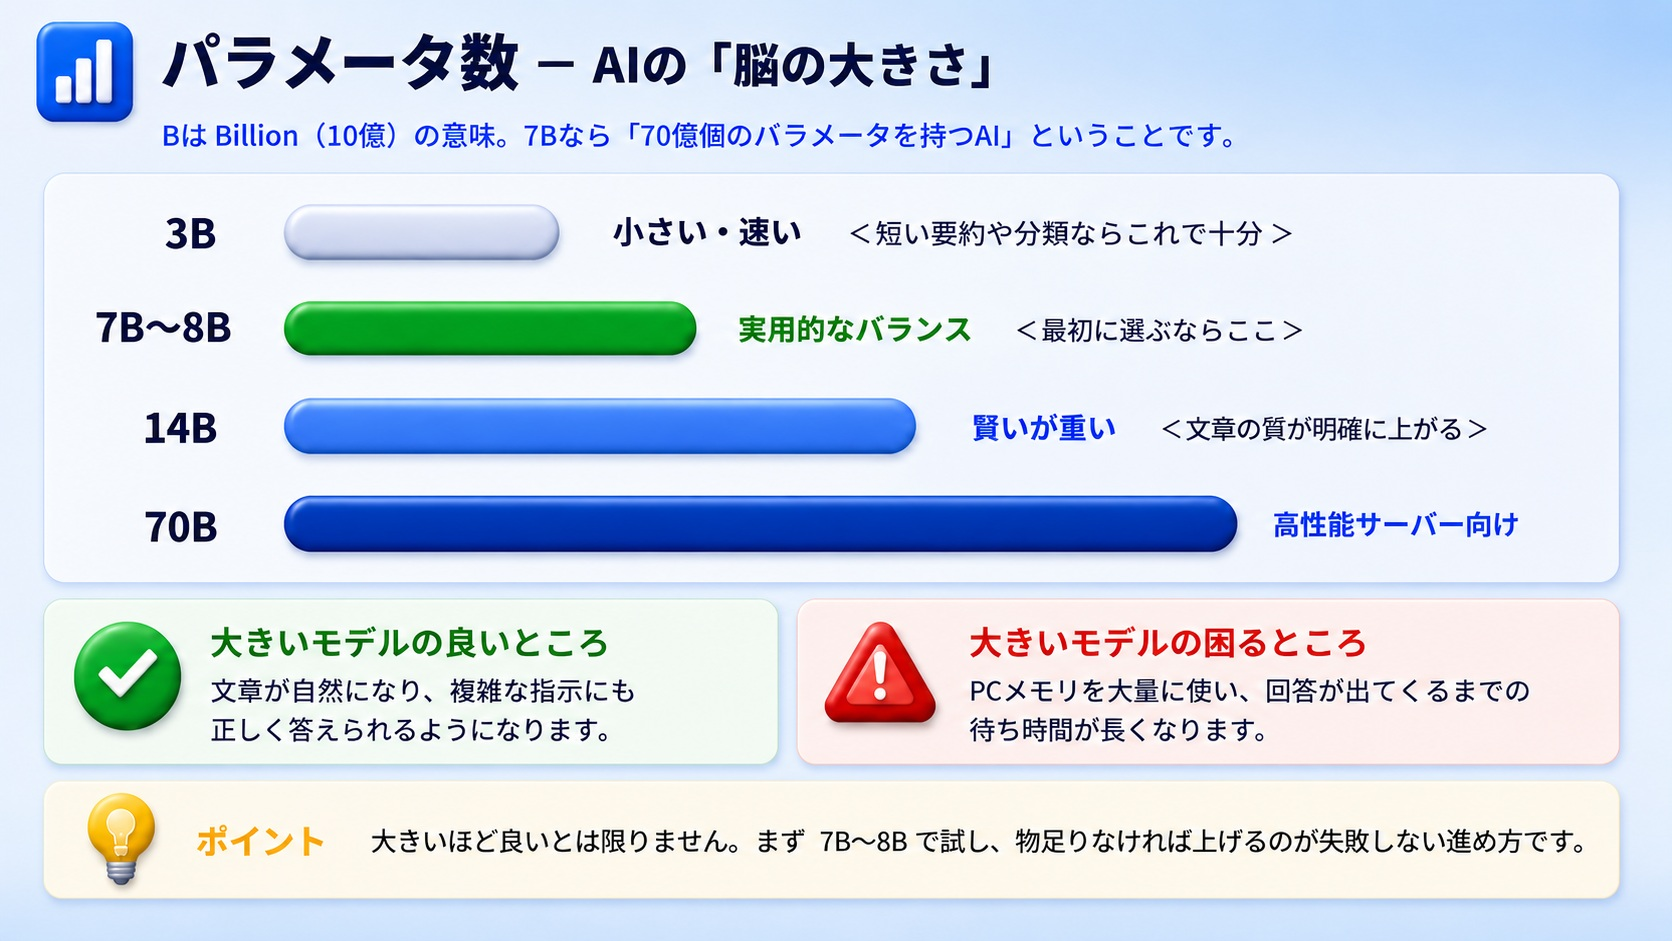 パラメータ数 － AIの「脳の大きさ」
Bは Billion（10億）の意味。7Bなら「70億個のバラメータを持つAI」ということです。
3B 小さい・速い ＜短い要約や分類ならこれで十分＞
7B〜8B 実用的なバランス ＜最初に選ぶならここ＞
14B 賢いが重い ＜文章の質が明確に上がる＞
70B 高性能サーバー向け
大きいモデルの良いところ
文章が自然になり、複雑な指示にも
正しく答えられるようになります。
大きいモデルの困るところ
PCメモリを大量に使い、回答が出てくるまでの
待ち時間が長くなります。
ポイント 大きいほど良いとは限りません。まず 7B〜8B で試し、物足りなければ上げるのが失敗しない進め方です。